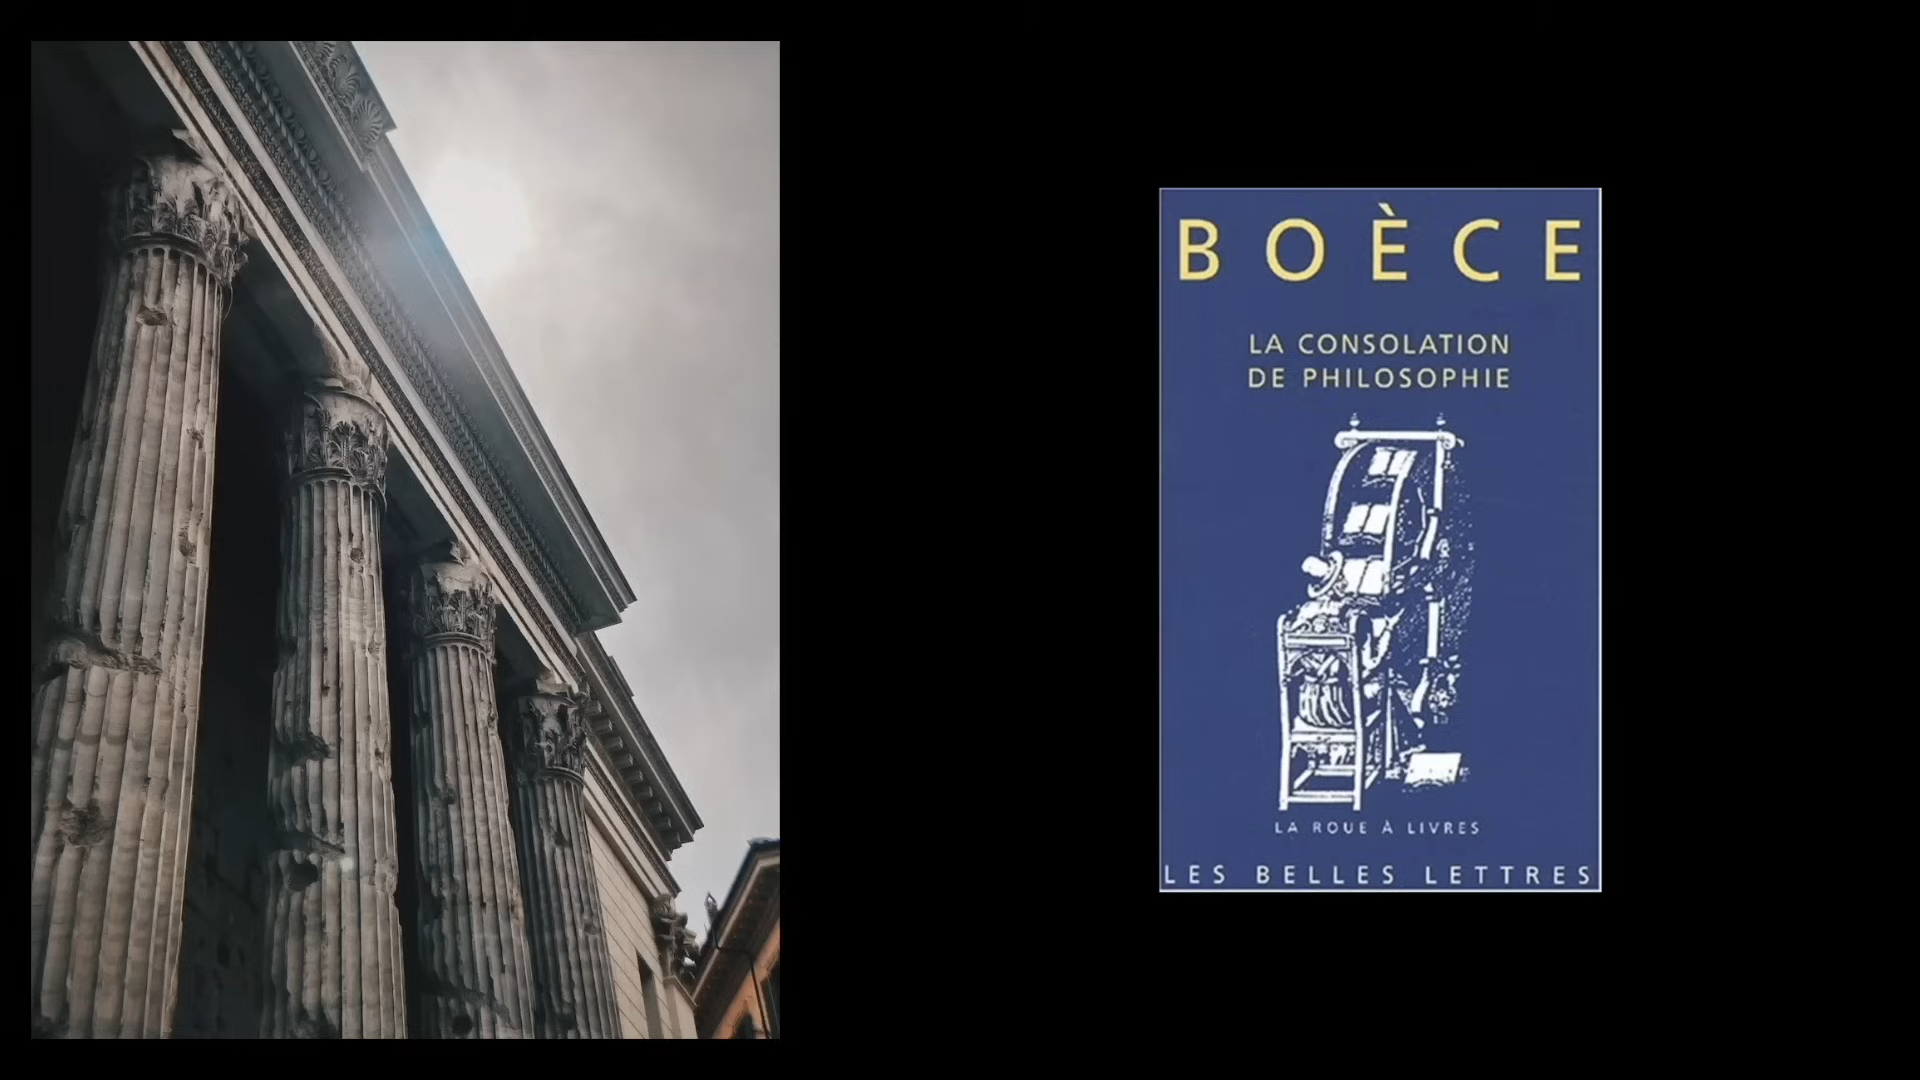 BOÈCE
LA CONSOLATION
DE PHILOSOPHIE
LA ROUE À LIVRES
LES BELLES LETTRES